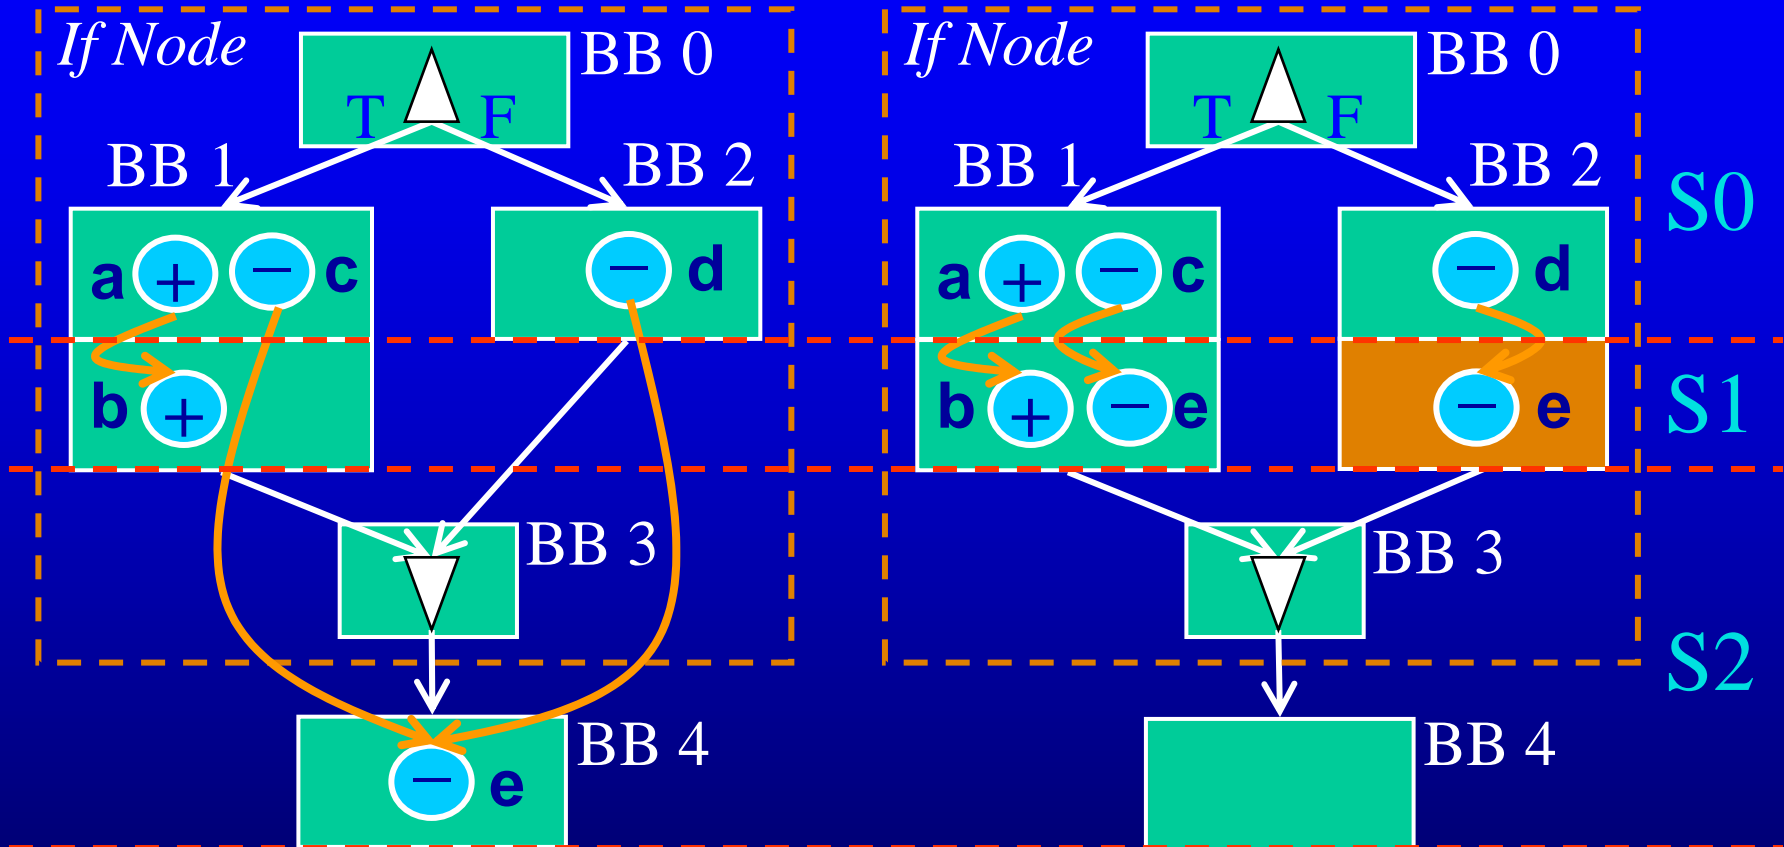 If Node
BB 0
T F
BB 1
BB 2
a + − c
− d
b +
BB 3
BB 4
− e
If Node
BB 0
T F
BB 1
BB 2
a + − c
− d
b + − e
− e
BB 3
BB 4
S0
S1
S2